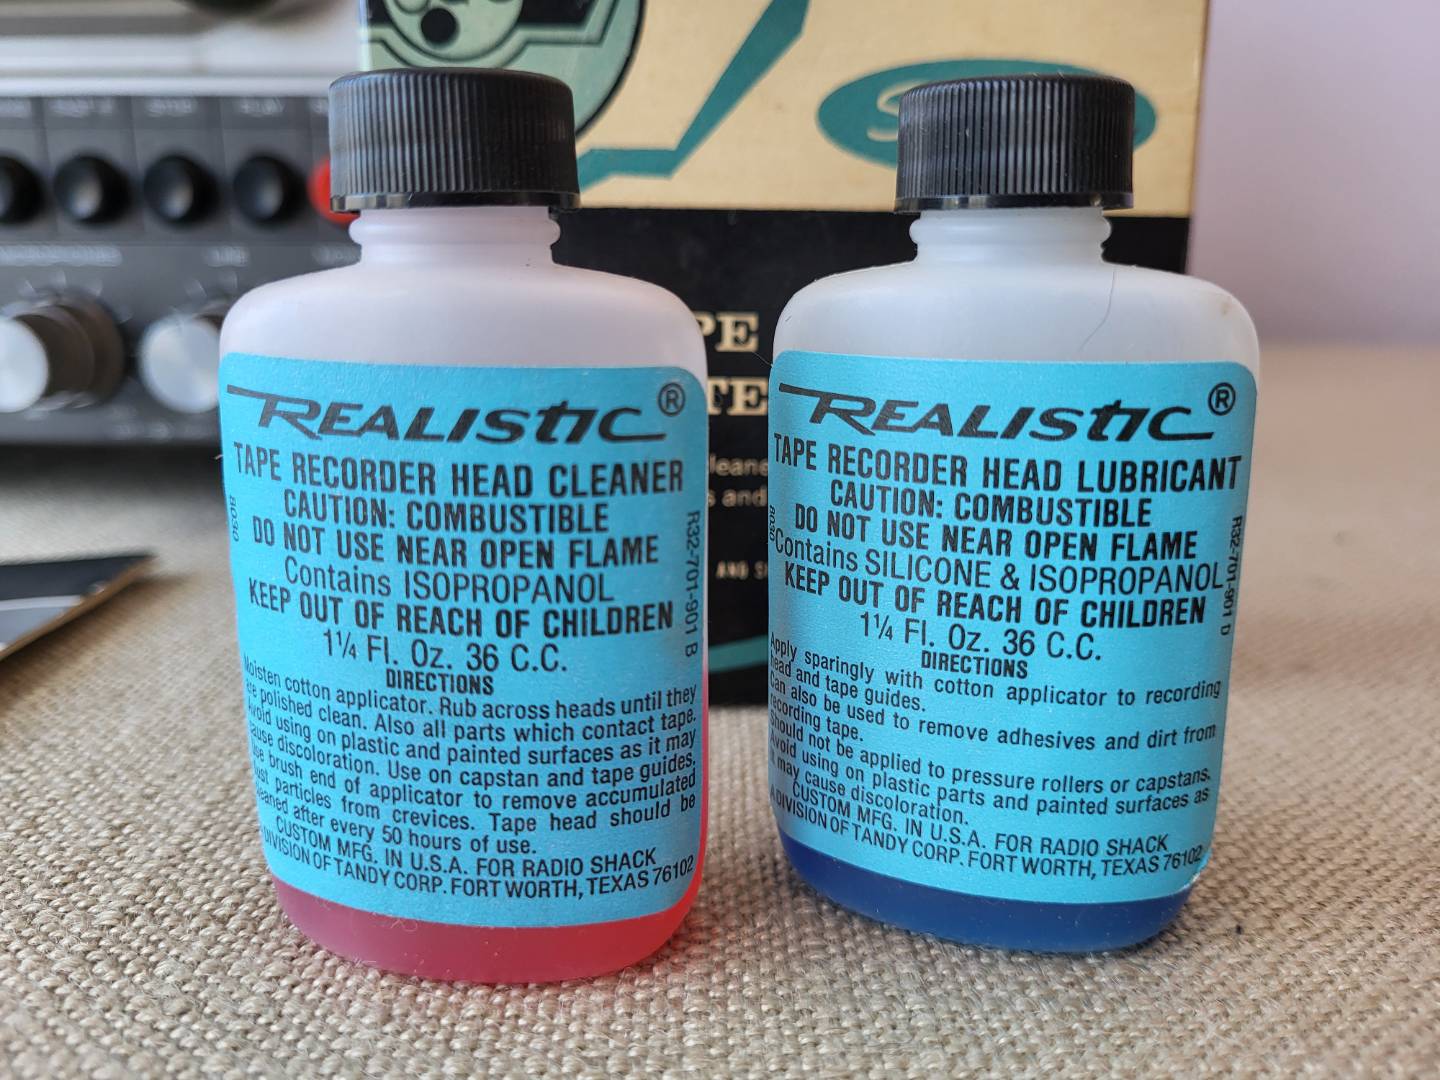 REALISTIC ®
TAPE RECORDER HEAD CLEANER
CAUTION: COMBUSTIBLE
DO NOT USE NEAR OPEN FLAME
Contains ISOPROPANOL
KEEP OUT OF REACH OF CHILDREN
1¼ Fl. Oz. 36 C.C.
DIRECTIONS
Moisten cotton applicator. Rub across heads until they
are polished clean. Also all parts which contact tape.
Avoid using on plastic and painted surfaces as it may
cause discoloration. Use on capstan and tape guides.
Use brush end of applicator to remove accumulated
dust particles from crevices. Tape head should be
cleaned after every 50 hours of use.
CUSTOM MFG. IN U.S.A. FOR RADIO SHACK
A DIVISION OF TANDY CORP. FORT WORTH, TEXAS 76102
8030
R32-701-901 B
REALISTIC ®
TAPE RECORDER HEAD LUBRICANT
CAUTION: COMBUSTIBLE
DO NOT USE NEAR OPEN FLAME
Contains SILICONE & ISOPROPANOL
KEEP OUT OF REACH OF CHILDREN
1¼ Fl. Oz. 36 C.C.
DIRECTIONS
Apply sparingly with cotton applicator to recording
head and tape guides.
Can also be used to remove adhesives and dirt from
recording tape.
Should not be applied to pressure rollers or capstans.
Avoid using on plastic parts and painted surfaces as
it may cause discoloration.
CUSTOM MFG. IN U.S.A. FOR RADIO SHACK
A DIVISION OF TANDY CORP. FORT WORTH, TEXAS 76102
8030
R32-701-901 D
PE
TE
leane
s and
AND S